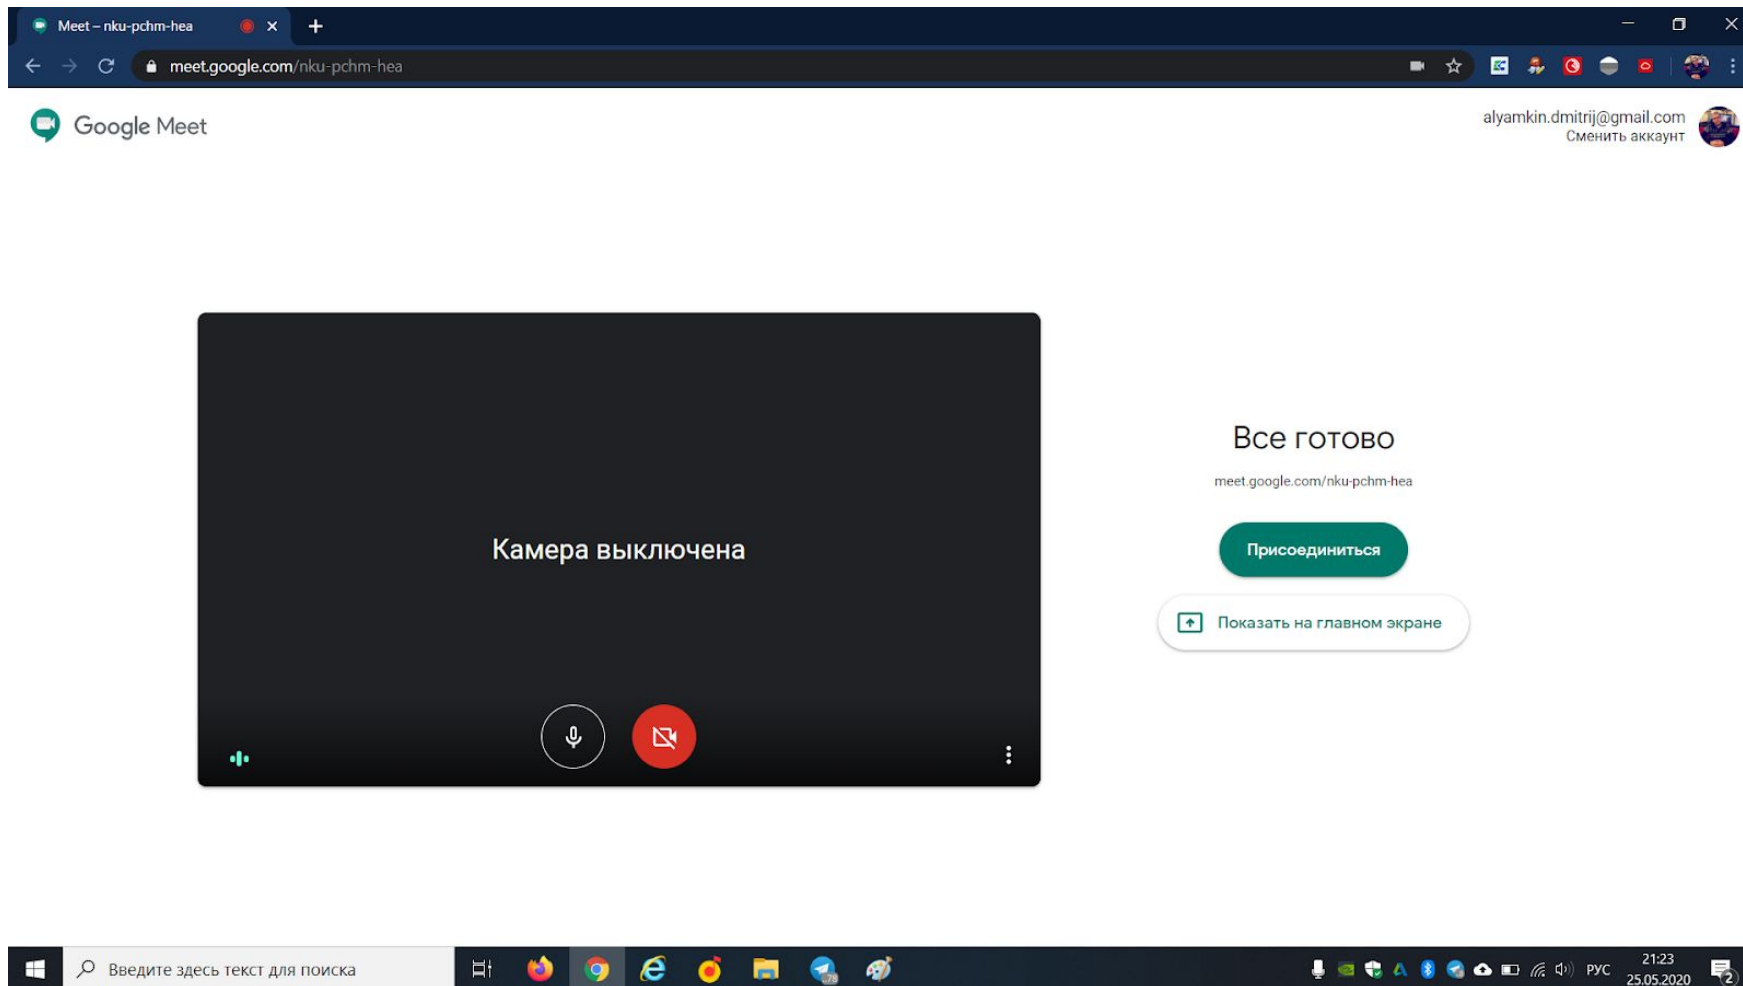 Meet – nku-pchm-hea
meet.google.com/nku-pchm-hea
Google Meet
alyamkin.dmitrij@gmail.com
Сменить аккаунт
Все готово
meet.google.com/nku-pchm-hea
Камера выключена
Присоединиться
Показать на главном экране
Введите здесь текст для поиска
78
РУС
21:23
25.05.2020
2